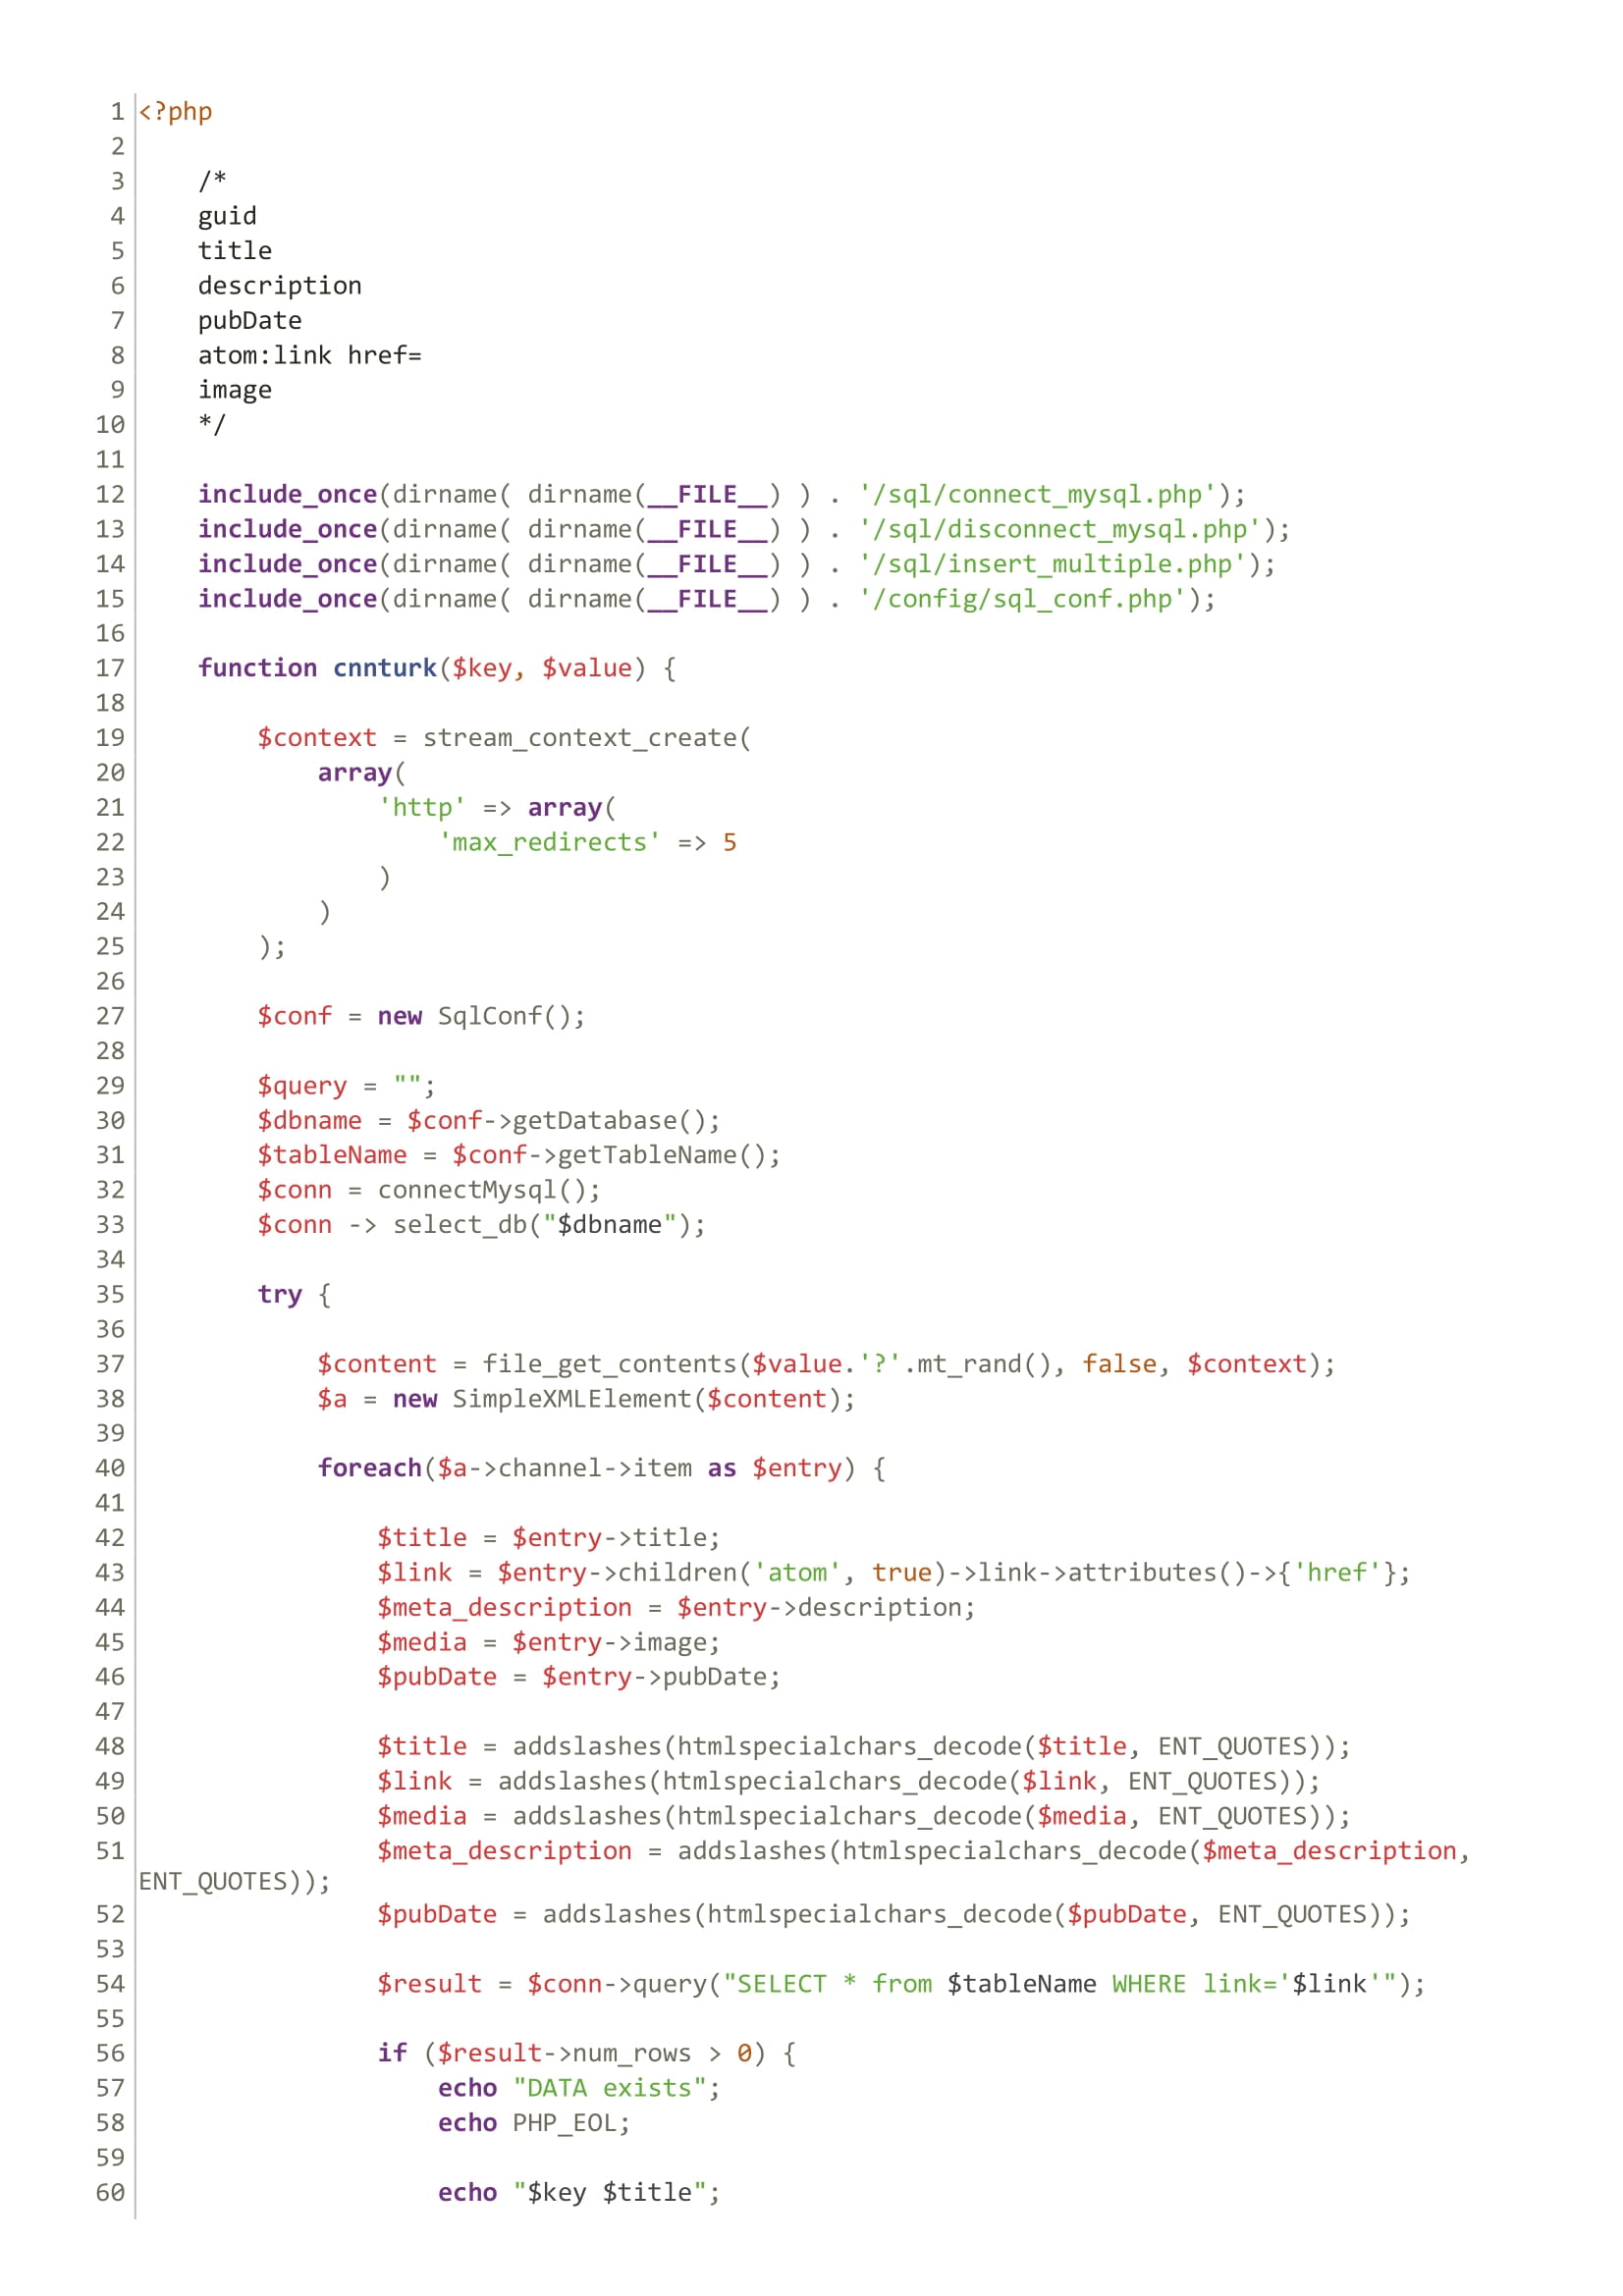 1 <?php
2
3     /*
4     guid
5     title
6     description
7     pubDate
8     atom:link href=
9     image
10     */
11
12     include_once(dirname( dirname(__FILE__) ) . '/sql/connect_mysql.php');
13     include_once(dirname( dirname(__FILE__) ) . '/sql/disconnect_mysql.php');
14     include_once(dirname( dirname(__FILE__) ) . '/sql/insert_multiple.php');
15     include_once(dirname( dirname(__FILE__) ) . '/config/sql_conf.php');
16
17     function cnnturk($key, $value) {
18
19         $context = stream_context_create(
20             array(
21                 'http' => array(
22                     'max_redirects' => 5
23                 )
24             )
25         );
26
27         $conf = new SqlConf();
28
29         $query = "";
30         $dbname = $conf->getDatabase();
31         $tableName = $conf->getTableName();
32         $conn = connectMysql();
33         $conn -> select_db("$dbname");
34
35         try {
36
37             $content = file_get_contents($value.'?'.mt_rand(), false, $context);
38             $a = new SimpleXMLElement($content);
39
40             foreach($a->channel->item as $entry) {
41
42                 $title = $entry->title;
43                 $link = $entry->children('atom', true)->link->attributes()->{'href'};
44                 $meta_description = $entry->description;
45                 $media = $entry->image;
46                 $pubDate = $entry->pubDate;
47
48                 $title = addslashes(htmlspecialchars_decode($title, ENT_QUOTES));
49                 $link = addslashes(htmlspecialchars_decode($link, ENT_QUOTES));
50                 $media = addslashes(htmlspecialchars_decode($media, ENT_QUOTES));
51                 $meta_description = addslashes(htmlspecialchars_decode($meta_description,
ENT_QUOTES));
52                 $pubDate = addslashes(htmlspecialchars_decode($pubDate, ENT_QUOTES));
53
54                 $result = $conn->query("SELECT * from $tableName WHERE link='$link'");
55
56                 if ($result->num_rows > 0) {
57                     echo "DATA exists";
58                     echo PHP_EOL;
59
60                     echo "$key $title";